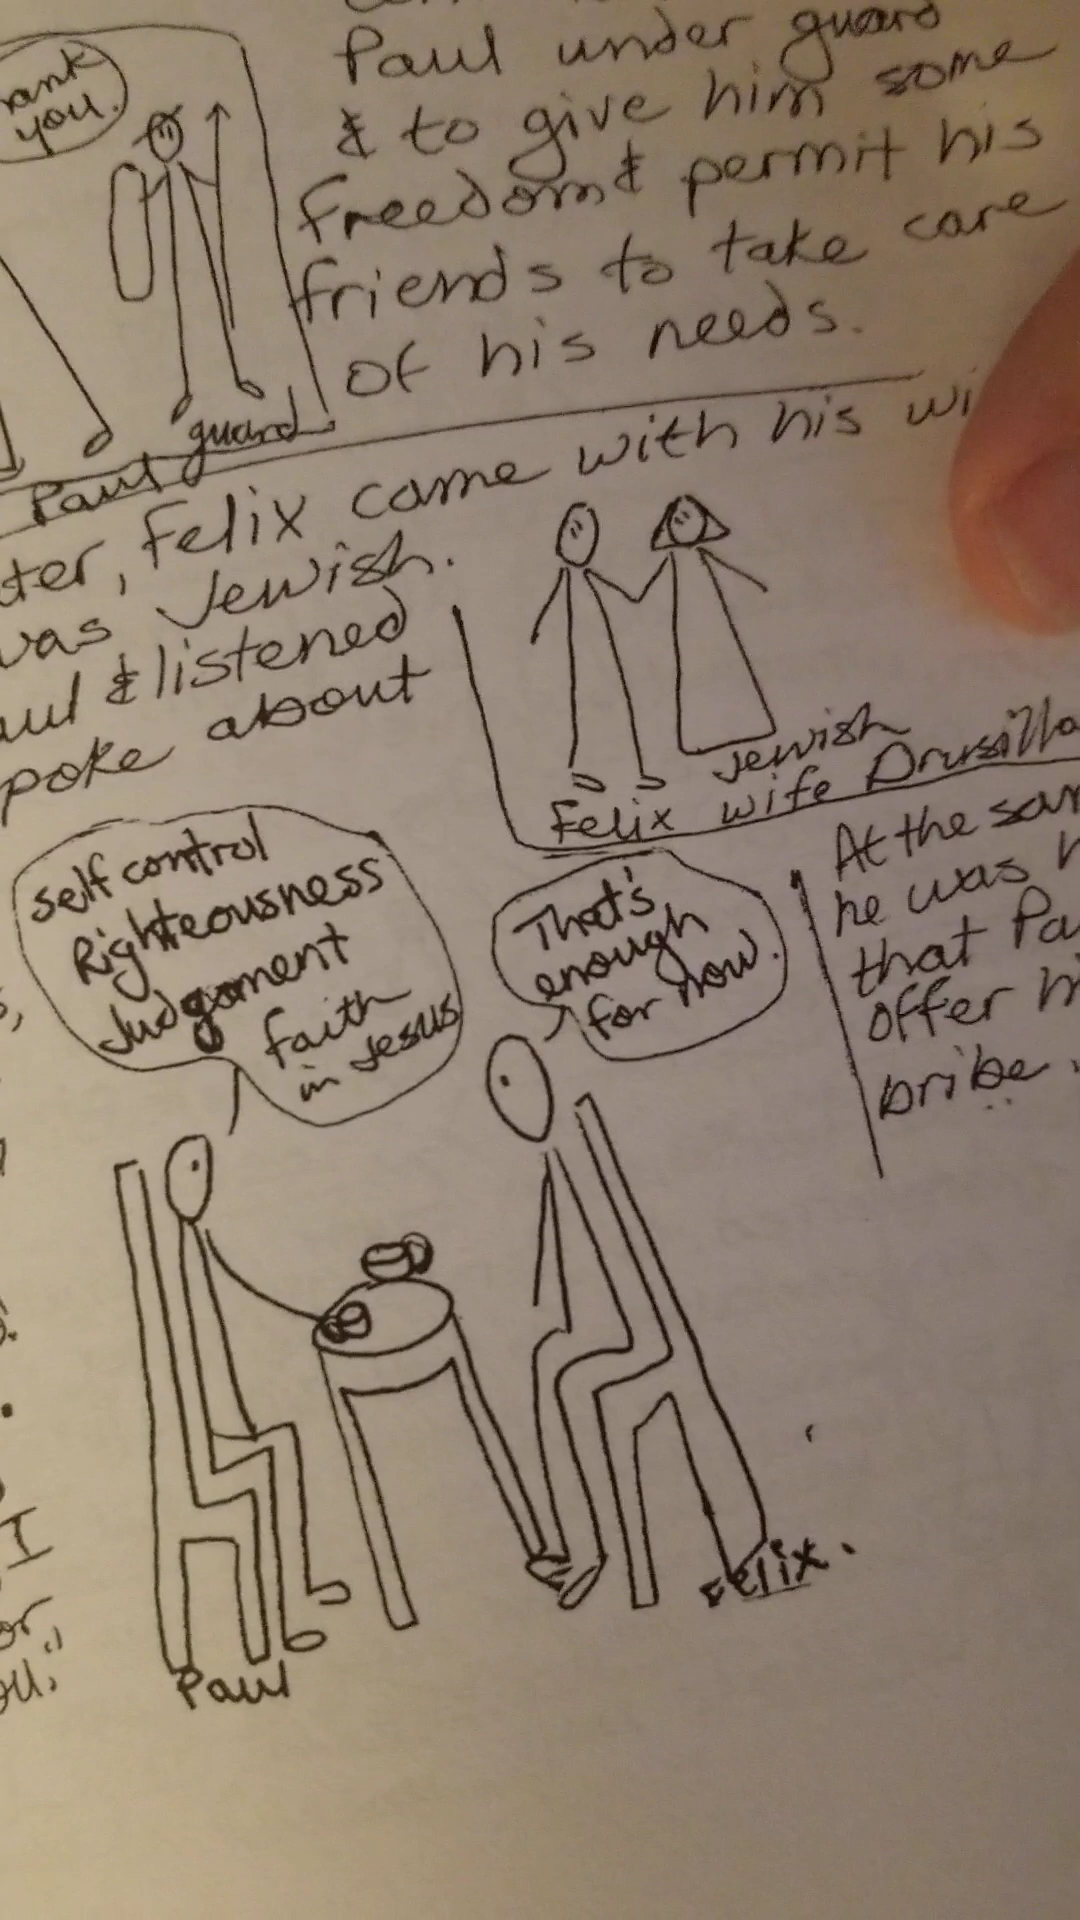 Paul under guard
& to give him some
freedom & permit his
friends to take care
of his needs.
you.
guard
Paul
Felix came with his
was Jewish.
& listened
about
Jewish
Felix wife Drusilla
self control
Righteousness
Judgement
faith
in Jesus
That's
enough
for now.
At the
he was
that
offer
bribe.
I
Paul
Felix.